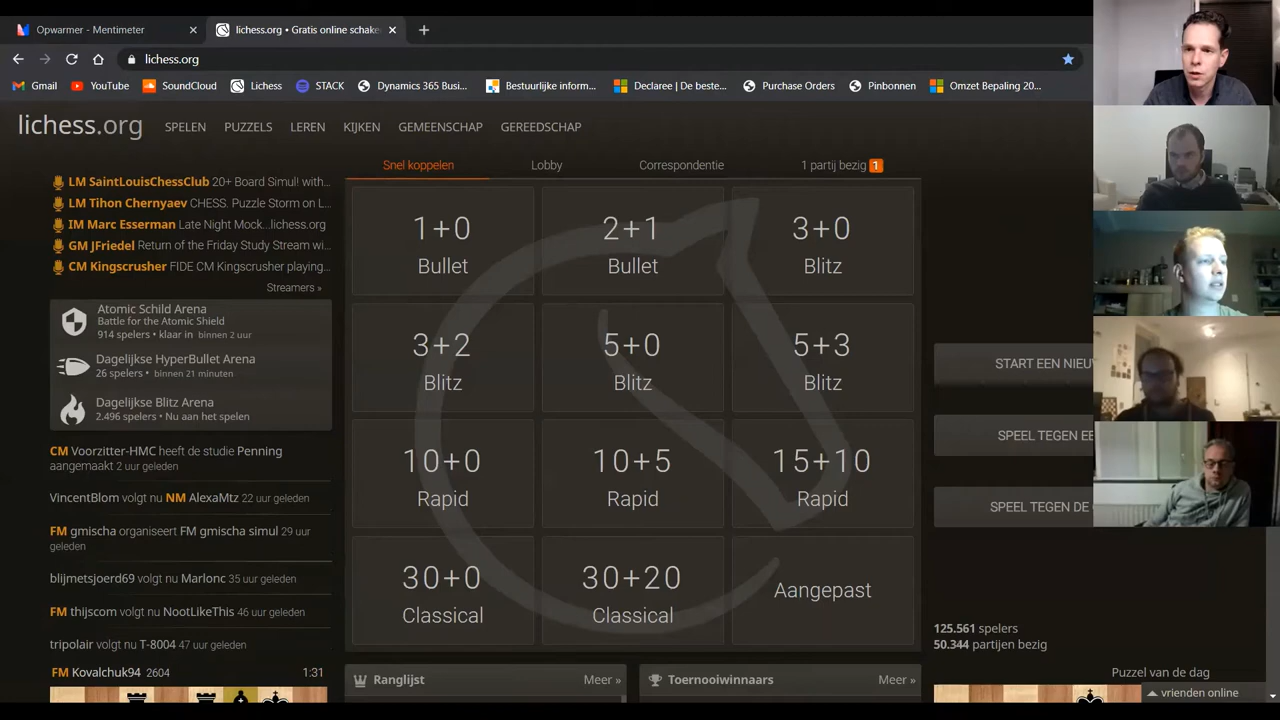 Opwarmer - Mentimeter
lichess.org • Gratis online schake
lichess.org
Gmail
YouTube
SoundCloud
Lichess
STACK
Dynamics 365 Busi...
Bestuurlijke inform...
Declaree | De beste...
Purchase Orders
Pinbonnen
Omzet Bepaling 20...
lichess.org
SPELEN
PUZZELS
LEREN
KIJKEN
GEMEENSCHAP
GEREEDSCHAP
Snel koppelen
Lobby
Correspondentie
1 partij bezig 1
LM SaintLouisChessClub 20+ Board Simul! with...
LM Tihon Chernyaev CHESS. Puzzle Storm on L...
IM Marc Esserman Late Night Mock...lichess.org
GM JFriedel Return of the Friday Study Stream wi...
CM Kingscrusher FIDE CM Kingscrusher playing...
Streamers »
Atomic Schild Arena
Battle for the Atomic Shield
914 spelers • klaar in binnen 2 uur
Dagelijkse HyperBullet Arena
26 spelers • binnen 21 minuten
Dagelijkse Blitz Arena
2.496 spelers • Nu aan het spelen
CM Voorzitter-HMC heeft de studie Penning
aangemaakt 2 uur geleden
VincentBlom volgt nu NM AlexaMtz 22 uur geleden
FM gmischa organiseert FM gmischa simul 29 uur
geleden
blijmetsjoerd69 volgt nu Marlonc 35 uur geleden
FM thijscom volgt nu NootLikeThis 46 uur geleden
tripolair volgt nu T-8004 47 uur geleden
FM Kovalchuk94 2604 1:31
1+0
Bullet
2+1
Bullet
3+0
Blitz
3+2
Blitz
5+0
Blitz
5+3
Blitz
10+0
Rapid
10+5
Rapid
15+10
Rapid
30+0
Classical
30+20
Classical
Aangepast
Ranglijst Meer »
Toernooiwinnaars Meer »
START EEN NIEUW
SPEEL TEGEN EE
SPEEL TEGEN DE
125.561 spelers
50.344 partijen bezig
Puzzel van de dag
vrienden online